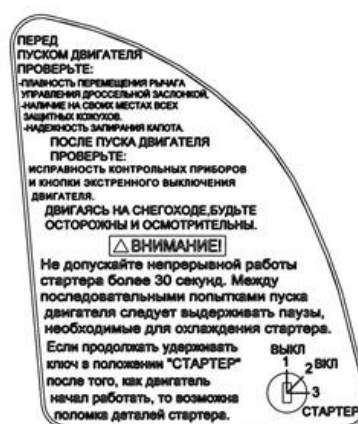 ПЕРЕД
ПУСКОМ ДВИГАТЕЛЯ
ПРОВЕРЬТЕ:
-ПЛАВНОСТЬ ПЕРЕМЕЩЕНИЯ РЫЧАГА
УПРАВЛЕНИЯ ДРОССЕЛЬНОЙ ЗАСЛОНКОЙ,
-НАЛИЧИЕ НА СВОИХ МЕСТАХ ВСЕХ
ЗАЩИТНЫХ КОЖУХОВ.
-НАДЕЖНОСТЬ ЗАПИРАНИЯ КАПОТА.
ПОСЛЕ ПУСКА ДВИГАТЕЛЯ
ПРОВЕРЬТЕ:
ИСПРАВНОСТЬ КОНТРОЛЬНЫХ ПРИБОРОВ
И КНОПКИ ЭКСТРЕННОГО ВЫКЛЮЧЕНИЯ
ДВИГАТЕЛЯ.
ДВИГАЯСЬ НА СНЕГОХОДЕ,БУДЬТЕ
ОСТОРОЖНЫ И ОСМОТРИТЕЛЬНЫ.
⚠ВНИМАНИЕ!
Не допускайте непрерывной работы
стартера более 30 секунд. Между
последовательными попытками пуска
двигателя следует выдерживать паузы,
необходимые для охлаждения стартера.
Если продолжать удерживать
ключ в положении "СТАРТЕР"
после того, как двигатель
начал работать, то возможна
поломка деталей стартера.
ВЫКЛ
1
2 ВКЛ
3
СТАРТЕР